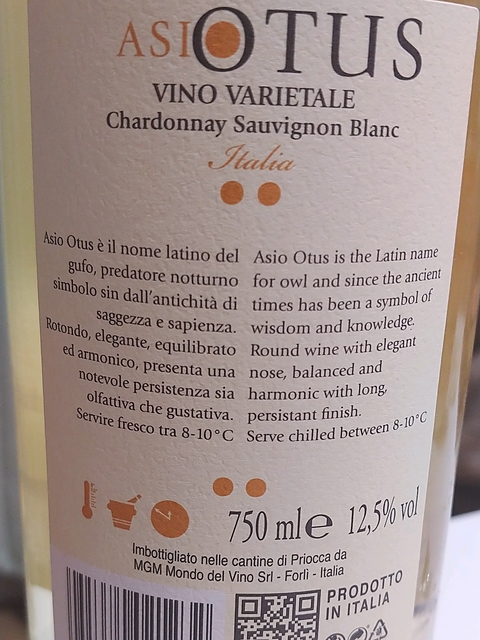 ASIOTUS
VINO VARIETALE
Chardonnay Sauvignon Blanc
Italia
Asio Otus è il nome latino del
gufo, predatore notturno
simbolo sin dall'antichità di
saggezza e sapienza.
Rotondo, elegante, equilibrato
ed armonico, presenta una
notevole persistenza sia
olfattiva che gustativa.
Servire fresco tra 8-10°C
Asio Otus is the Latin name
for owl and since the ancient
times has been a symbol of
wisdom and knowledge.
Round wine with elegant
nose, balanced and
harmonic with long,
persistant finish.
Serve chilled between 8-10°C
750 ml e 12,5% vol
Imbottigliato nelle cantine di Priocca da
MGM Mondo del Vino Srl - Forlì - Italia
PRODOTTO
IN ITALIA